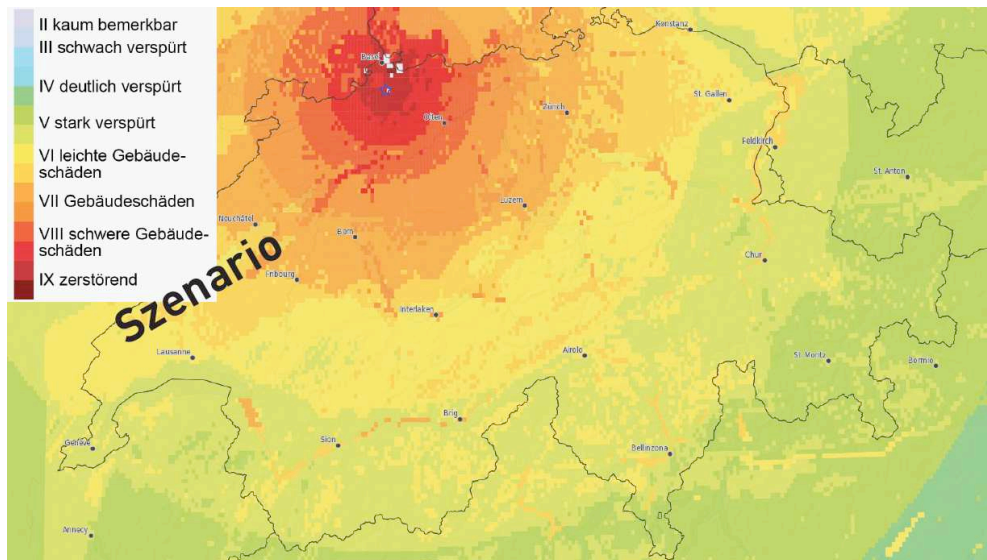 II kaum bemerkbar
III schwach verspürt
IV deutlich verspürt
V stark verspürt
VI leichte Gebäude-
schäden
VII Gebäudeschäden
VIII schwere Gebäude-
schäden
IX zerstörend
Szenario
Konstanz
Basel
St. Gallen
Zürich
Olten
Feldkirch
St. Anton
Luzern
Neuchâtel
Bern
Chur
Fribourg
Interlaken
Lausanne
Airolo
St. Moritz
Bormio
Brig
Genève
Sion
Bellinzona
Annecy